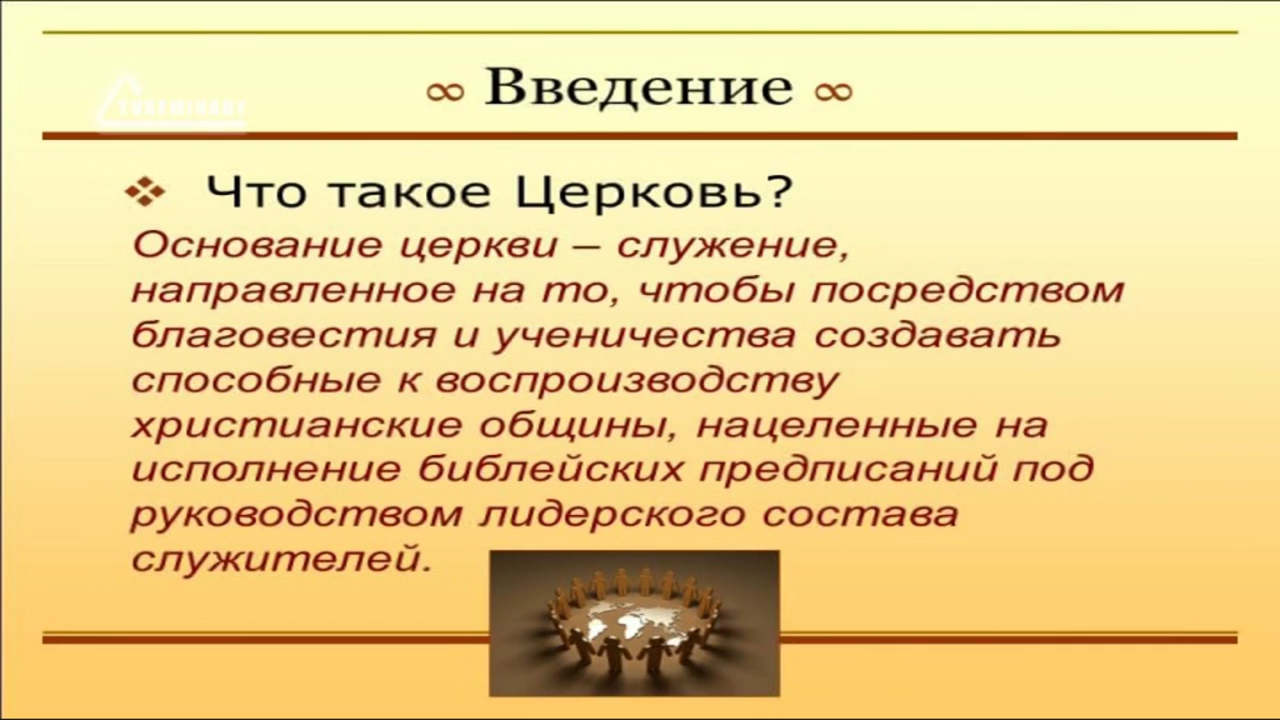 ∞ Введение ∞
Что такое Церковь?
Основание церкви – служение,
направленное на то, чтобы посредством
благовестия и ученичества создавать
способные к воспроизводству
христианские общины, нацеленные на
исполнение библейских предписаний под
руководством лидерского состава
служителей.